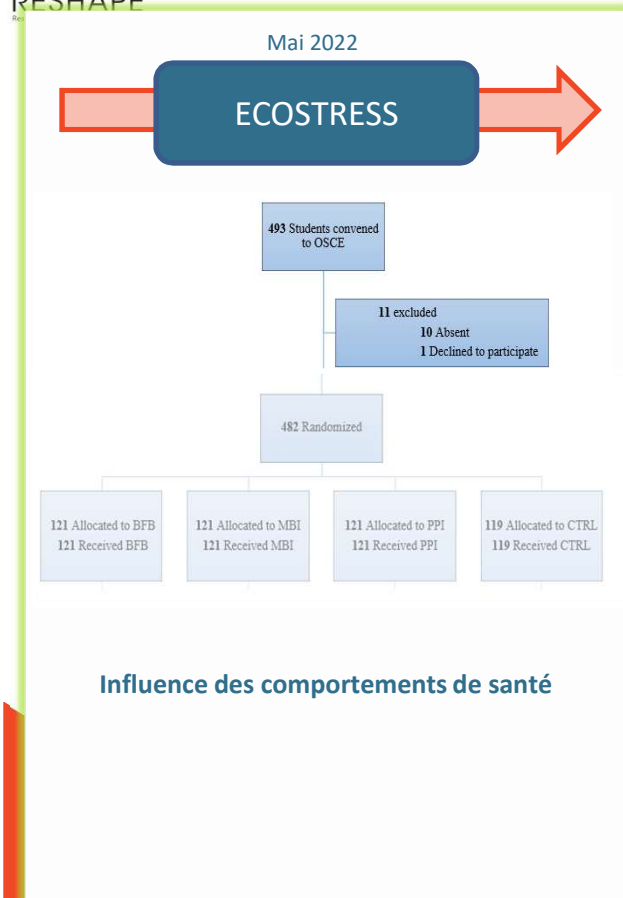 RESHAPE
Mai 2022
ECOSTRESS
493 Students convened
to OSCE
11 excluded
10 Absent
1 Declined to participate
482 Randomized
121 Allocated to BFB
121 Received BFB
121 Allocated to MBI
121 Received MBI
121 Allocated to PPI
121 Received PPI
119 Allocated to CTRL
119 Received CTRL
Influence des comportements de santé